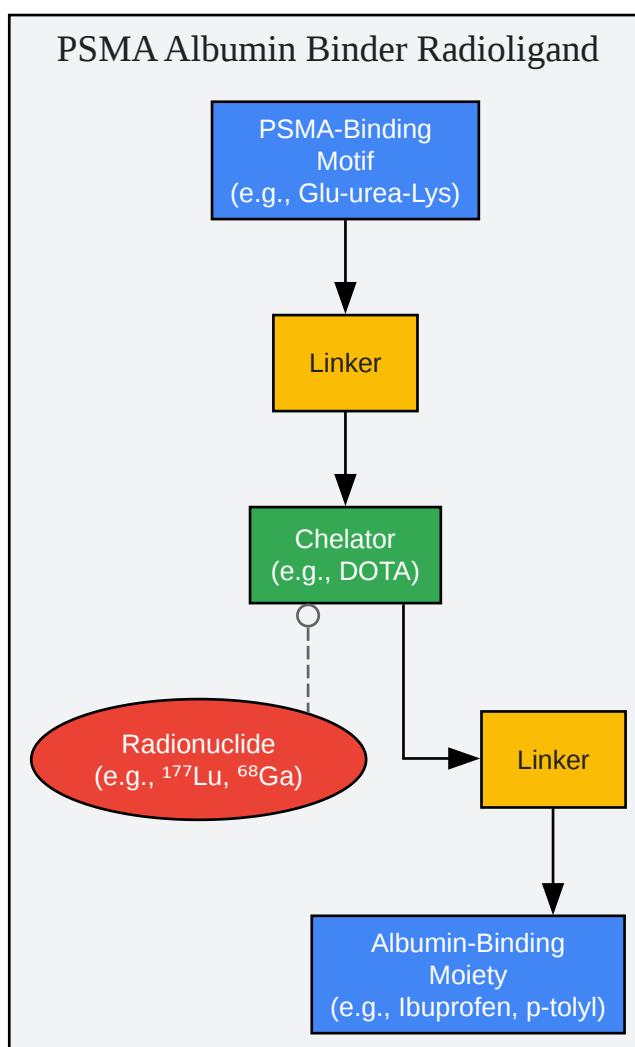 PSMA Albumin Binder Radioligand
PSMA-Binding
Motif
(e.g., Glu-urea-Lys)
Linker
Chelator
(e.g., DOTA)
Radionuclide
(e.g., ¹⁷⁷Lu, ⁶⁸Ga)
Linker
Albumin-Binding
Moiety
(e.g., Ibuprofen, p-tolyl)